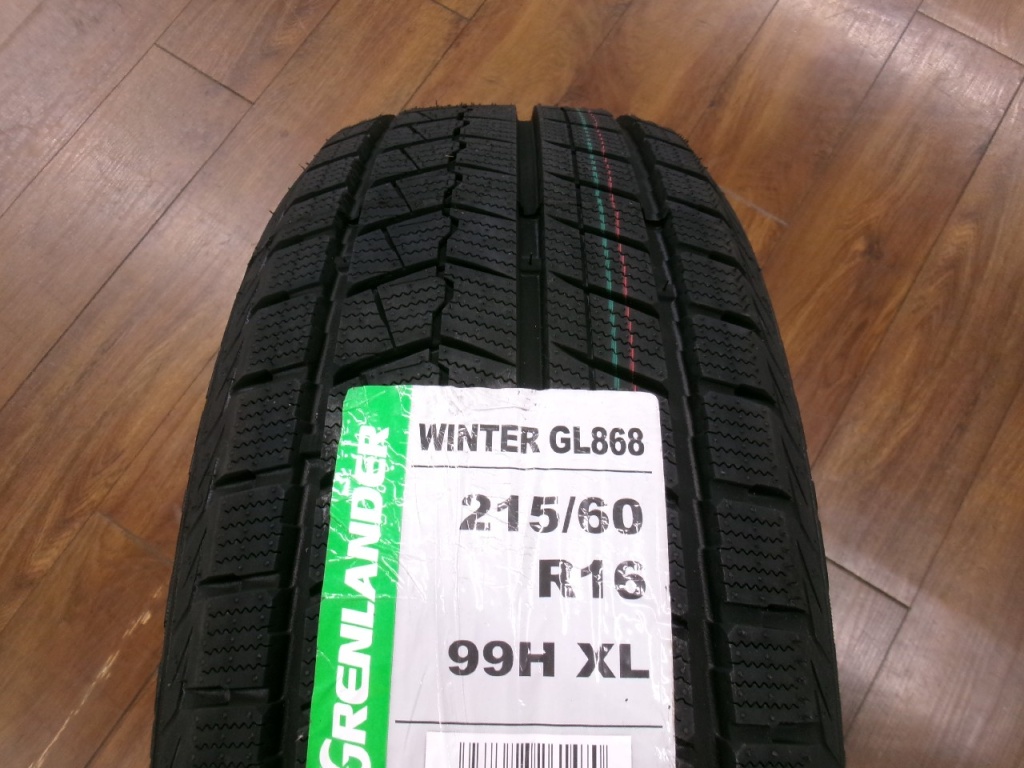 GRENLANDER
WINTER GL868
215/60
R16
99H XL